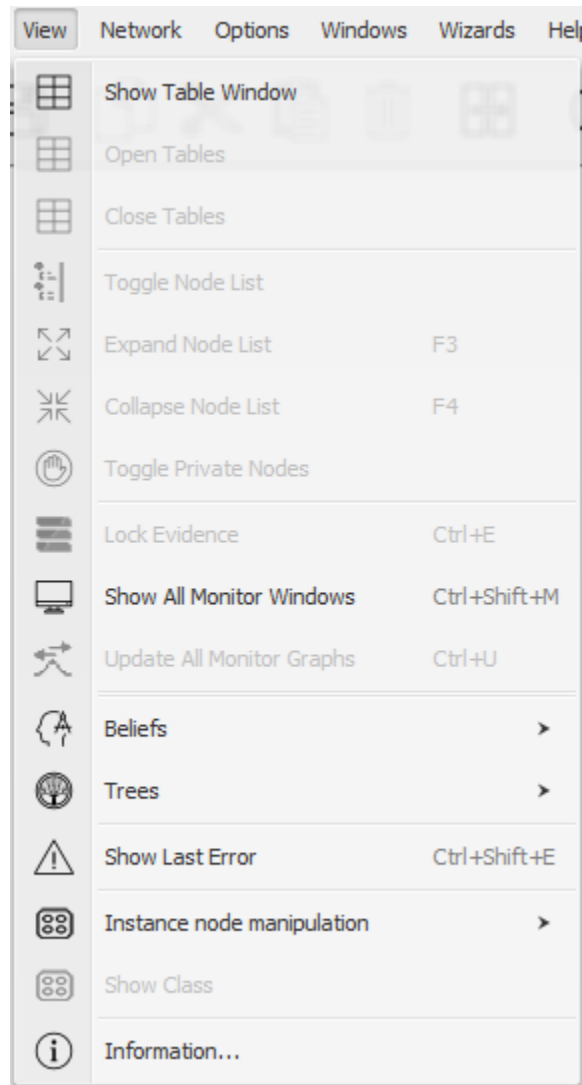 View Network Options Windows Wizards Help
Show Table Window
Open Tables
Close Tables
Toggle Node List
Expand Node List F3
Collapse Node List F4
Toggle Private Nodes
Lock Evidence Ctrl+E
Show All Monitor Windows Ctrl+Shift+M
Update All Monitor Graphs Ctrl+U
Beliefs
Trees
Show Last Error Ctrl+Shift+E
Instance node manipulation
Show Class
Information...